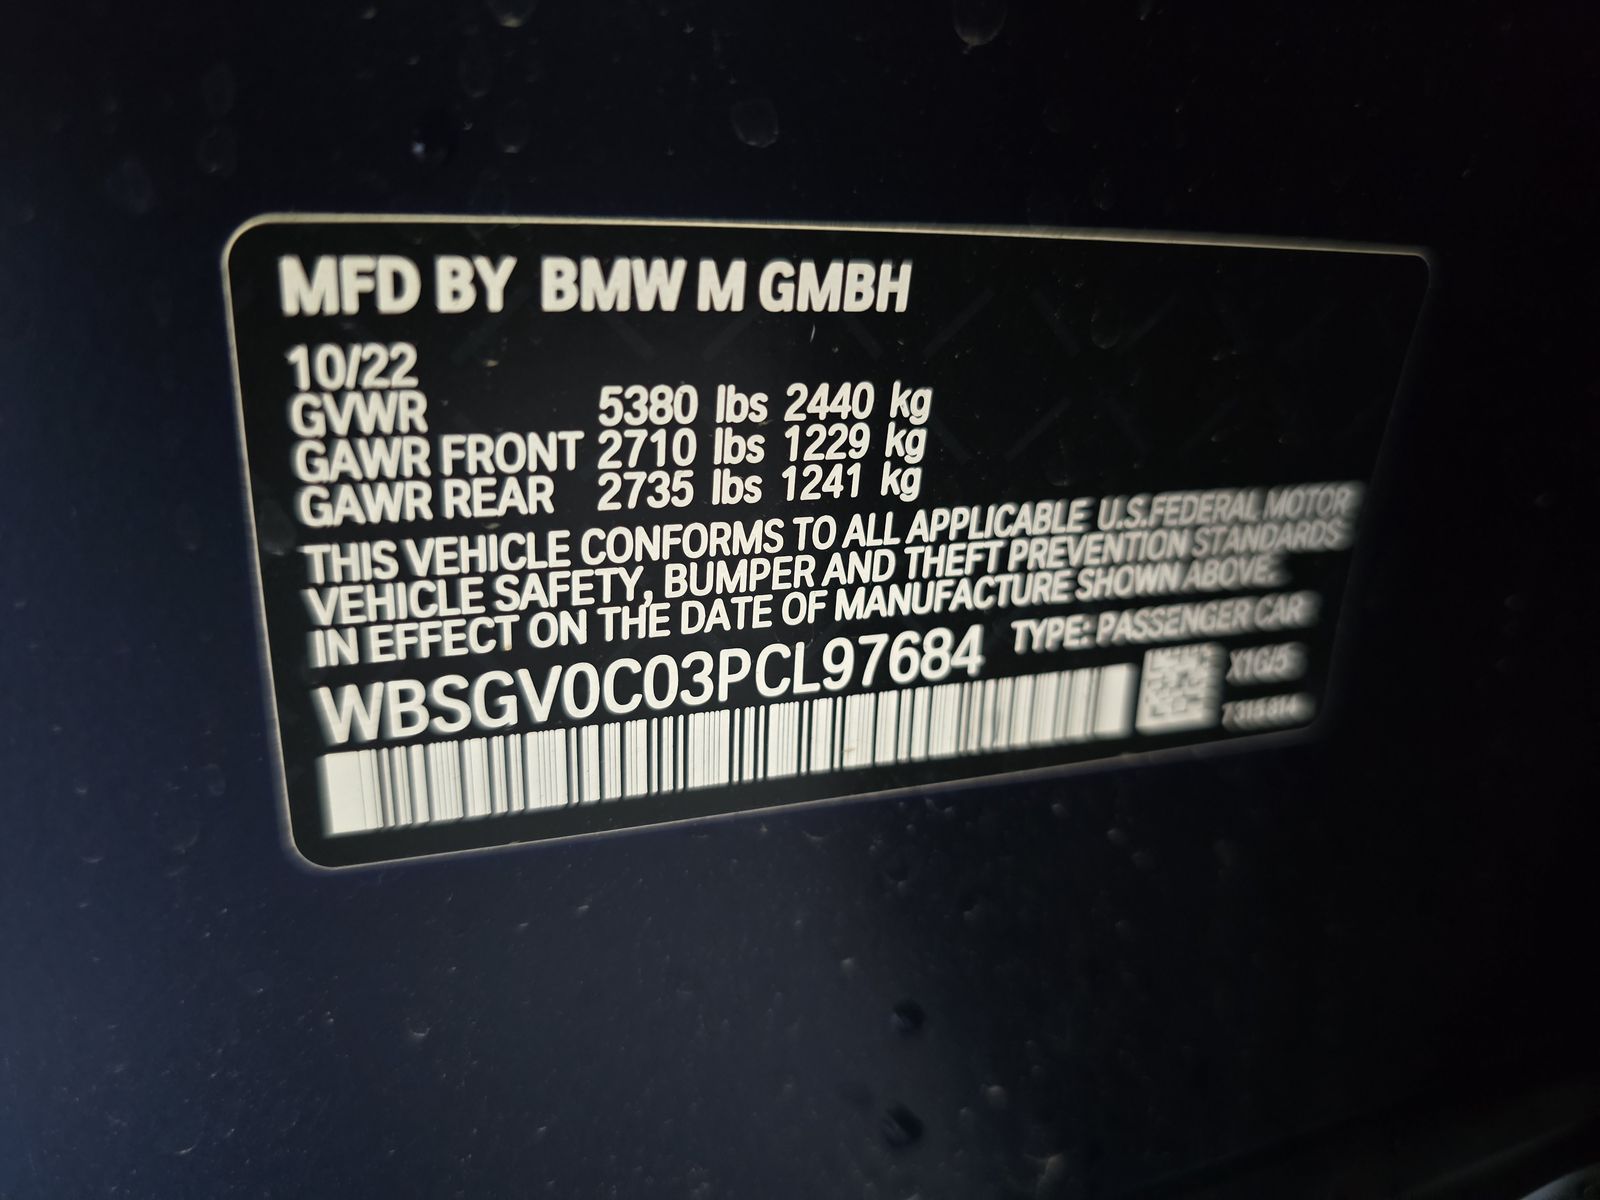 MFD BY BMW M GMBH
10/22
GVWR 5380 lbs 2440 kg
GAWR FRONT 2710 lbs 1229 kg
GAWR REAR 2735 lbs 1241 kg
THIS VEHICLE CONFORMS TO ALL APPLICABLE U.S.FEDERAL MOTOR
VEHICLE SAFETY, BUMPER AND THEFT PREVENTION STANDARDS
IN EFFECT ON THE DATE OF MANUFACTURE SHOWN ABOVE.
WBSGV0C03PCL97684 TYPE: PASSENGER CAR